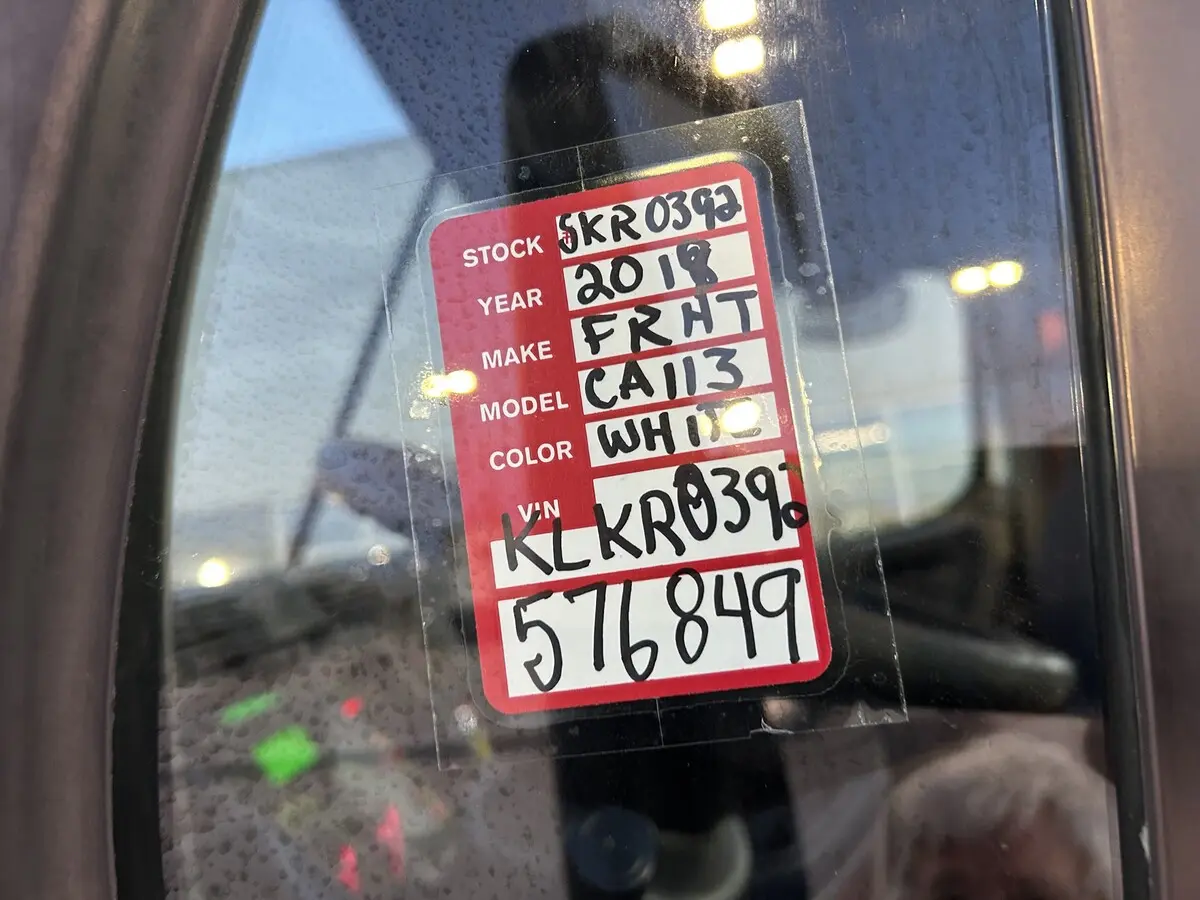 STOCK SKR0392
YEAR 2018
MAKE FRHT
MODEL CA113
COLOR WHITE
VIN
KLKR0392
576849